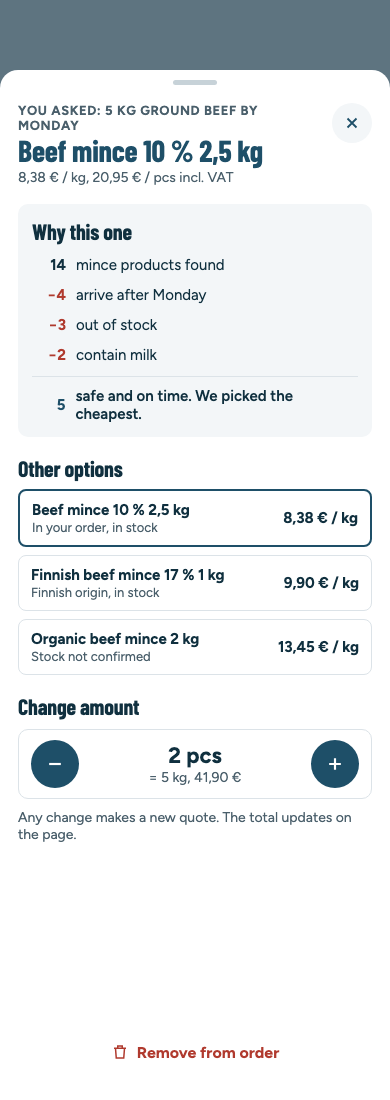 YOU ASKED: 5 KG GROUND BEEF BY
MONDAY
Beef mince 10 % 2,5 kg
8,38 € / kg, 20,95 € / pcs incl. VAT
Why this one
14 mince products found
−4 arrive after Monday
−3 out of stock
−2 contain milk
5 safe and on time. We picked the
cheapest.
Other options
Beef mince 10 % 2,5 kg
In your order, in stock
8,38 € / kg
Finnish beef mince 17 % 1 kg
Finnish origin, in stock
9,90 € / kg
Organic beef mince 2 kg
Stock not confirmed
13,45 € / kg
Change amount
2 pcs
= 5 kg, 41,90 €
Any change makes a new quote. The total updates on
the page.
Remove from order